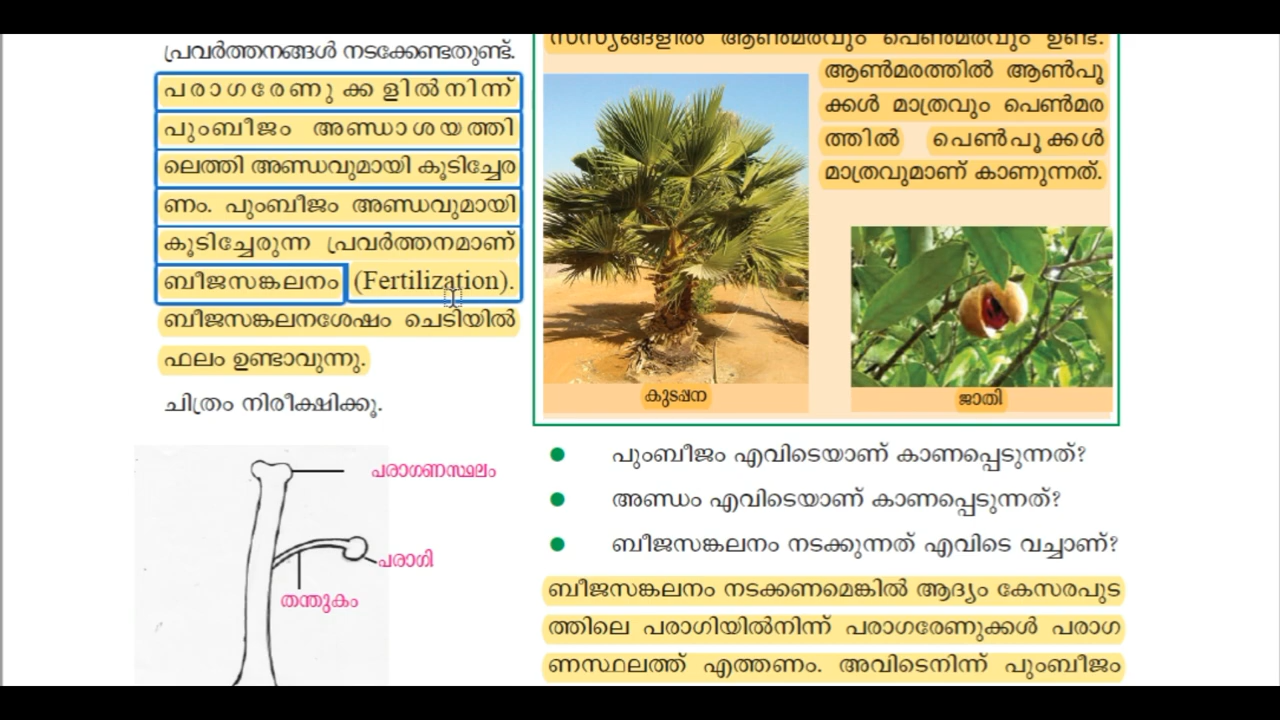 പ്രവർത്തനങ്ങൾ നടക്കേണ്ടതുണ്ട്.
പരാഗരേണുക്കളിൽനിന്ന്
പുംബീജം അണ്ഡാശയത്തി
ലെത്തി അണ്ഡവുമായി കൂടിച്ചേര
ണം. പുംബീജം അണ്ഡവുമായി
കൂടിച്ചേരുന്ന പ്രവർത്തനമാണ്
ബീജസങ്കലനം (Fertilization).
ബീജസങ്കലനശേഷം ചെടിയിൽ
ഫലം ഉണ്ടാവുന്നു.
ചിത്രം നിരീക്ഷിക്കൂ.
പരാഗണസ്ഥലം
പരാഗി
തന്തുകം
സസ്യങ്ങളിൽ ആൺമരവും പെൺമരവും ഉണ്ട്.
ആൺമരത്തിൽ ആൺപൂ
ക്കൾ മാത്രവും പെൺമര
ത്തിൽ പെൺപൂക്കൾ
മാത്രവുമാണ് കാണുന്നത്.
കുടപ്പന
ജാതി
പുംബീജം എവിടെയാണ് കാണപ്പെടുന്നത്?
അണ്ഡം എവിടെയാണ് കാണപ്പെടുന്നത്?
ബീജസങ്കലനം നടക്കുന്നത് എവിടെ വച്ചാണ്?
ബീജസങ്കലനം നടക്കണമെങ്കിൽ ആദ്യം കേസരപുട
ത്തിലെ പരാഗിയിൽനിന്ന് പരാഗരേണുക്കൾ പരാഗ
ണസ്ഥലത്ത് എത്തണം. അവിടെനിന്ന് പുംബീജം